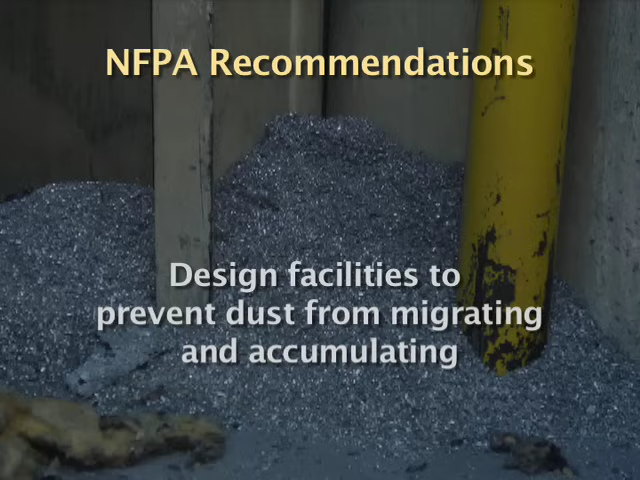 NFPA Recommendations
Design facilities to
prevent dust from migrating
and accumulating